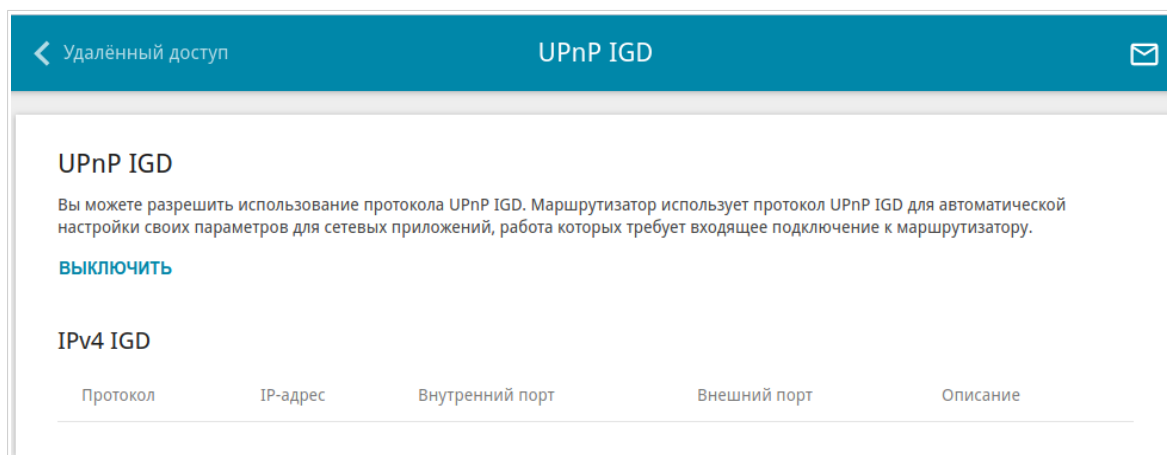 Удалённый доступ
UPnP IGD
UPnP IGD
Вы можете разрешить использование протокола UPnP IGD. Маршрутизатор использует протокол UPnP IGD для автоматической
настройки своих параметров для сетевых приложений, работа которых требует входящее подключение к маршрутизатору.
ВЫКЛЮЧИТЬ
IPv4 IGD
Протокол IP-адрес Внутренний порт Внешний порт Описание